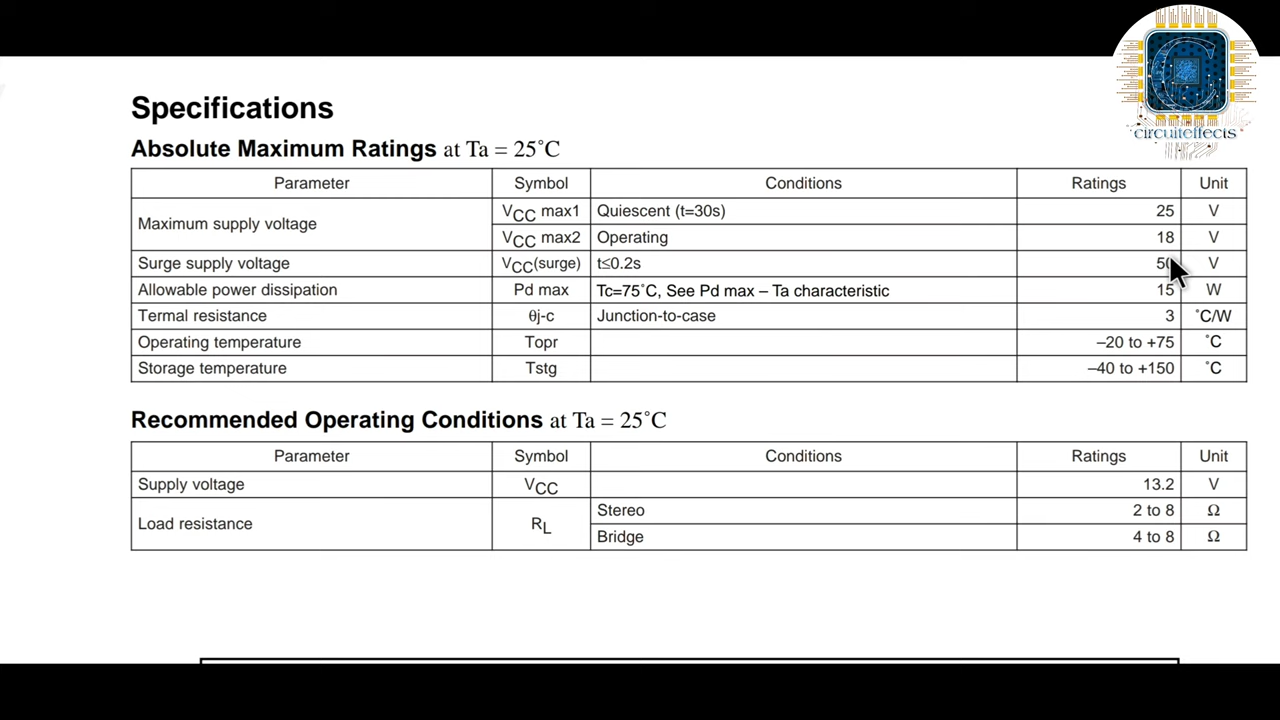 circuiteffects
Specifications
Absolute Maximum Ratings at Ta = 25˚C
Parameter Symbol Conditions Ratings Unit
Maximum supply voltage VCC max1 Quiescent (t=30s) 25 V
VCC max2 Operating 18 V
Surge supply voltage VCC(surge) t≤0.2s 50 V
Allowable power dissipation Pd max Tc=75˚C, See Pd max – Ta characteristic 15 W
Termal resistance θj-c Junction-to-case 3 ˚C/W
Operating temperature Topr –20 to +75 ˚C
Storage temperature Tstg –40 to +150 ˚C
Recommended Operating Conditions at Ta = 25˚C
Parameter Symbol Conditions Ratings Unit
Supply voltage VCC 13.2 V
Load resistance RL Stereo 2 to 8 Ω
Bridge 4 to 8 Ω